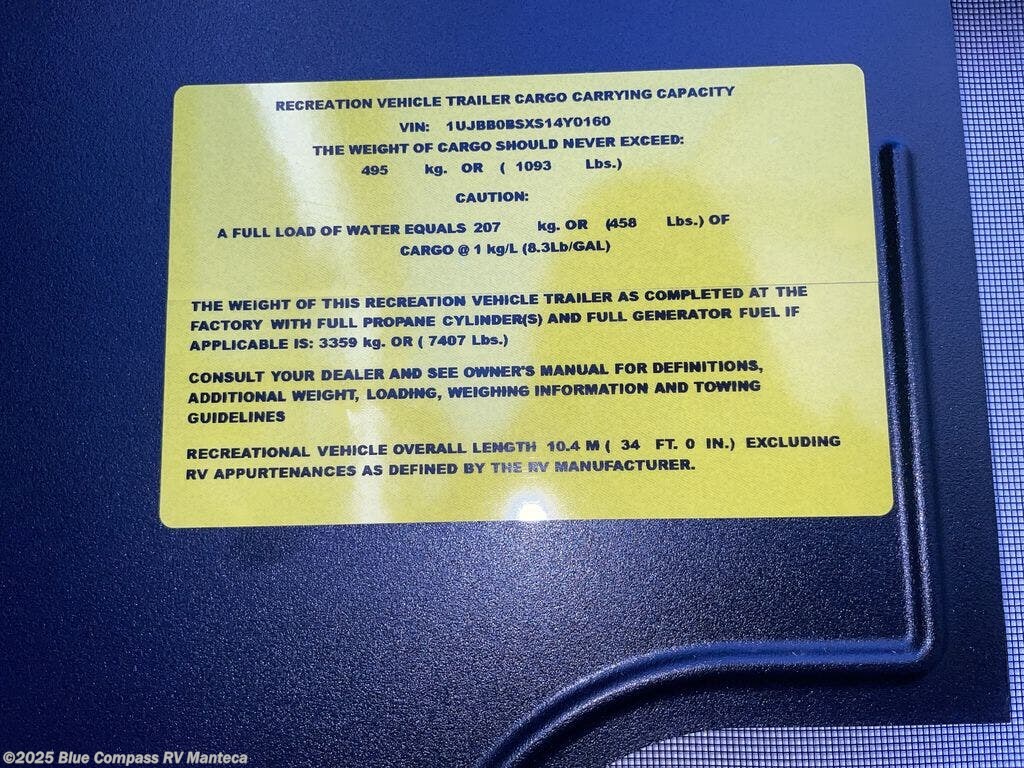 RECREATION VEHICLE TRAILER CARGO CARRYING CAPACITY
VIN: 1UJBB0BSXS14Y0160
THE WEIGHT OF CARGO SHOULD NEVER EXCEED:
495 kg. OR ( 1093 Lbs.)
CAUTION:
A FULL LOAD OF WATER EQUALS 207 kg. OR (458 Lbs.) OF
CARGO @ 1 kg/L (8.3Lb/GAL)
THE WEIGHT OF THIS RECREATION VEHICLE TRAILER AS COMPLETED AT THE
FACTORY WITH FULL PROPANE CYLINDER(S) AND FULL GENERATOR FUEL IF
APPLICABLE IS: 3359 kg. OR ( 7407 Lbs.)
CONSULT YOUR DEALER AND SEE OWNER'S MANUAL FOR DEFINITIONS,
ADDITIONAL WEIGHT, LOADING, WEIGHING INFORMATION AND TOWING
GUIDELINES
RECREATIONAL VEHICLE OVERALL LENGTH 10.4 M ( 34 FT. 0 IN.) EXCLUDING
RV APPURTENANCES AS DEFINED BY THE RV MANUFACTURER.
©2025 Blue Compass RV Manteca